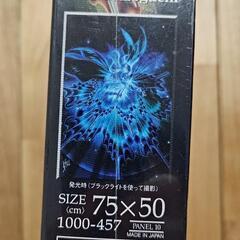 発光時(ブラックライトを使って撮影)
SIZE (cm) 75×50
1000-457 PANEL 10
MADE IN JAPAN